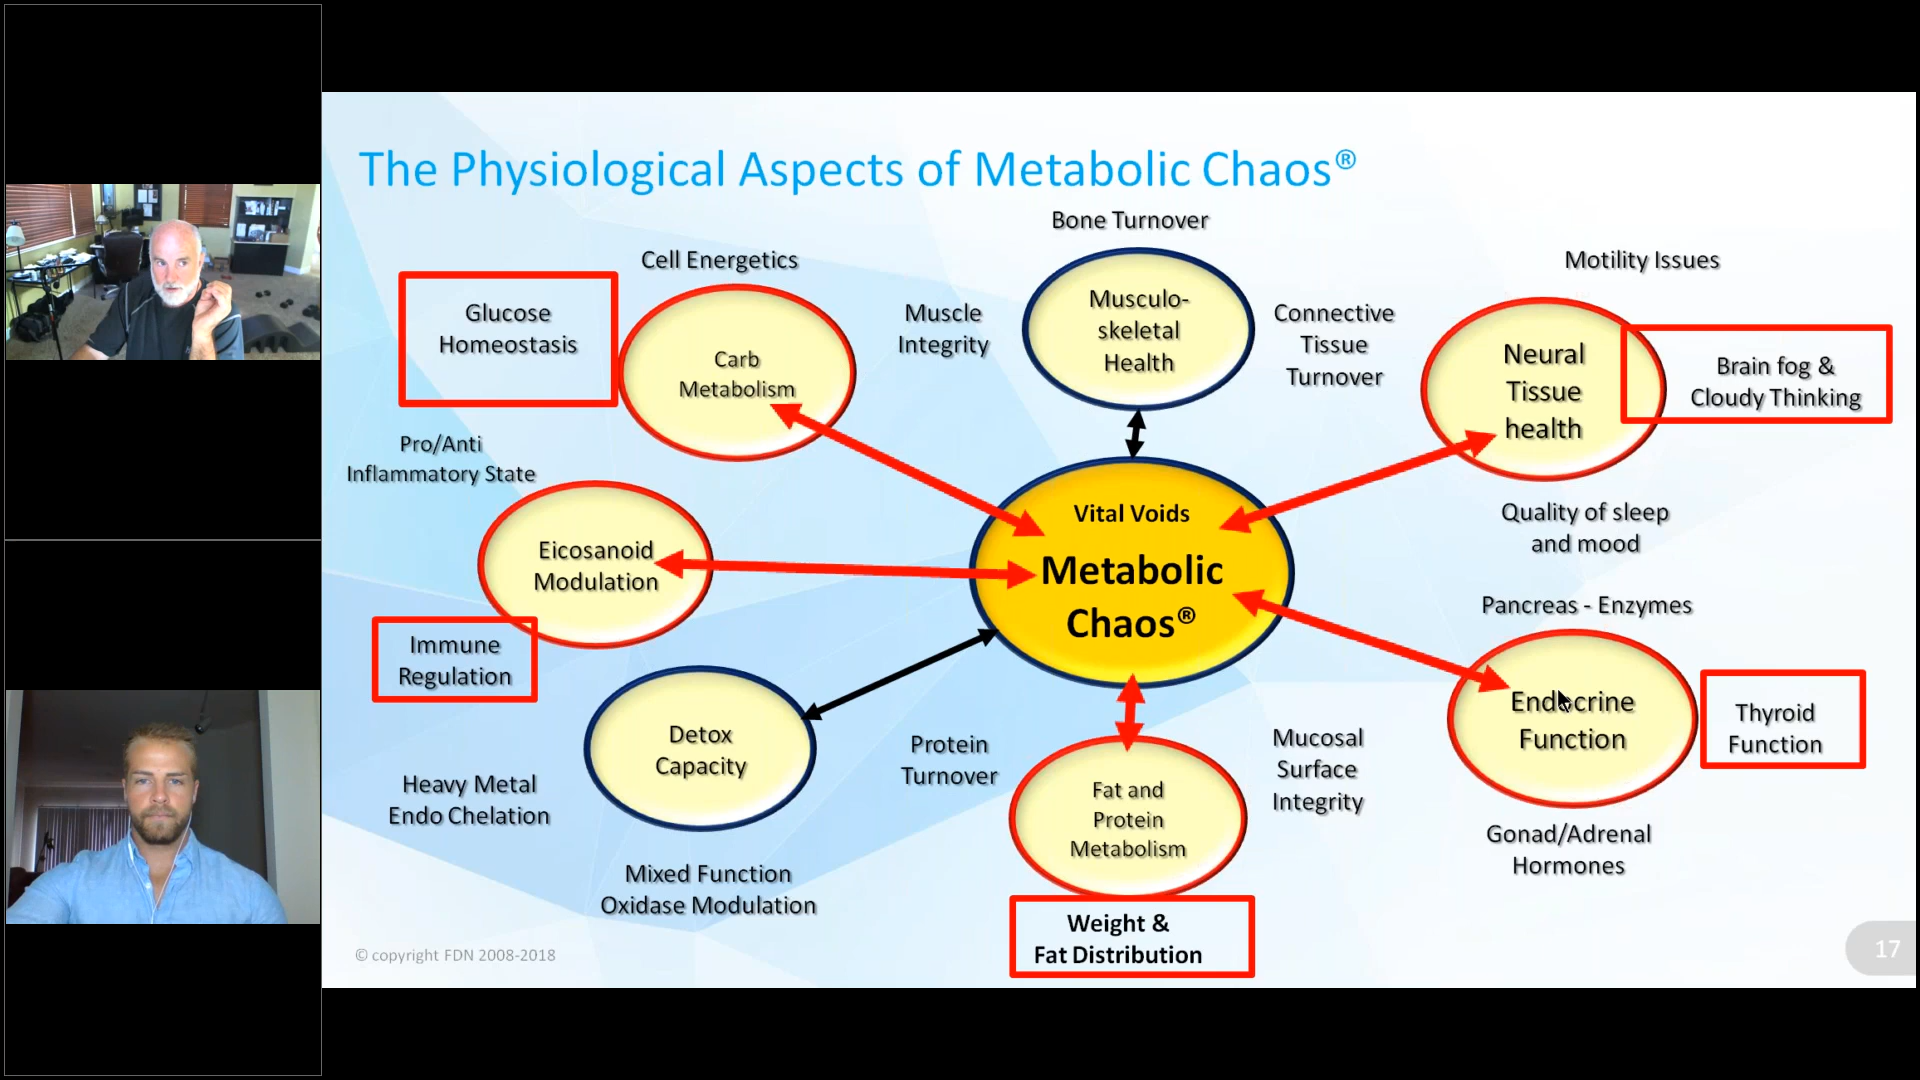 The Physiological Aspects of Metabolic Chaos®
Bone Turnover
Cell Energetics
Motility Issues
Glucose
Homeostasis
Carb
Metabolism
Muscle
Integrity
Musculo-
skeletal
Health
Connective
Tissue
Turnover
Neural
Tissue
health
Brain fog &
Cloudy Thinking
Pro/Anti
Inflammatory State
Vital Voids
Metabolic
Chaos®
Quality of sleep
and mood
Eicosanoid
Modulation
Pancreas - Enzymes
Immune
Regulation
Endocrine
Function
Thyroid
Function
Detox
Capacity
Protein
Turnover
Mucosal
Surface
Integrity
Heavy Metal
Endo Chelation
Fat and
Protein
Metabolism
Gonad/Adrenal
Hormones
Mixed Function
Oxidase Modulation
Weight &
Fat Distribution
© copyright FDN 2008-2018
17